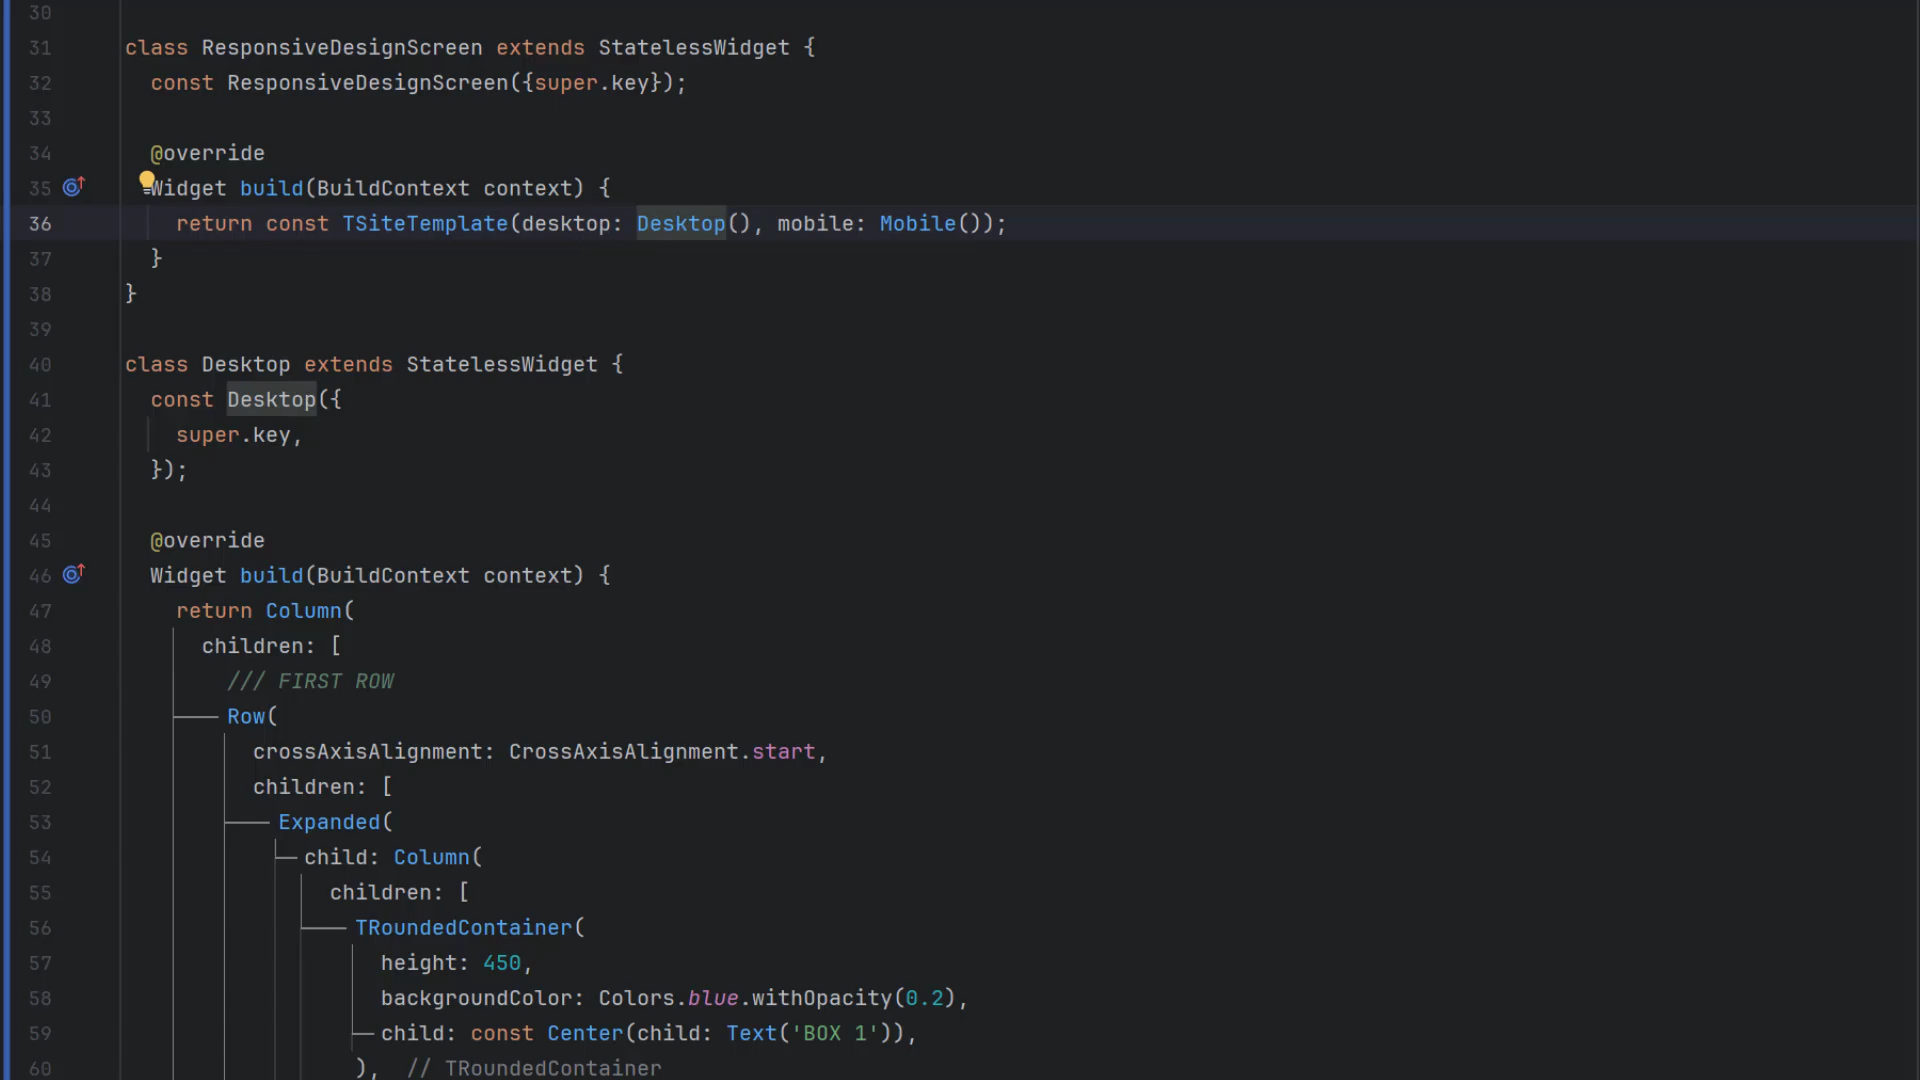 30
31 class ResponsiveDesignScreen extends StatelessWidget {
32 const ResponsiveDesignScreen({super.key});
33
34 @override
35 Widget build(BuildContext context) {
36 return const TSiteTemplate(desktop: Desktop(), mobile: Mobile());
37 }
38 }
39
40 class Desktop extends StatelessWidget {
41 const Desktop({
42 super.key,
43 });
44
45 @override
46 Widget build(BuildContext context) {
47 return Column(
48 children: [
49 /// FIRST ROW
50 Row(
51 crossAxisAlignment: CrossAxisAlignment.start,
52 children: [
53 Expanded(
54 child: Column(
55 children: [
56 TRoundedContainer(
57 height: 450,
58 backgroundColor: Colors.blue.withOpacity(0.2),
59 child: const Center(child: Text('BOX 1')),
60 ), // TRoundedContainer